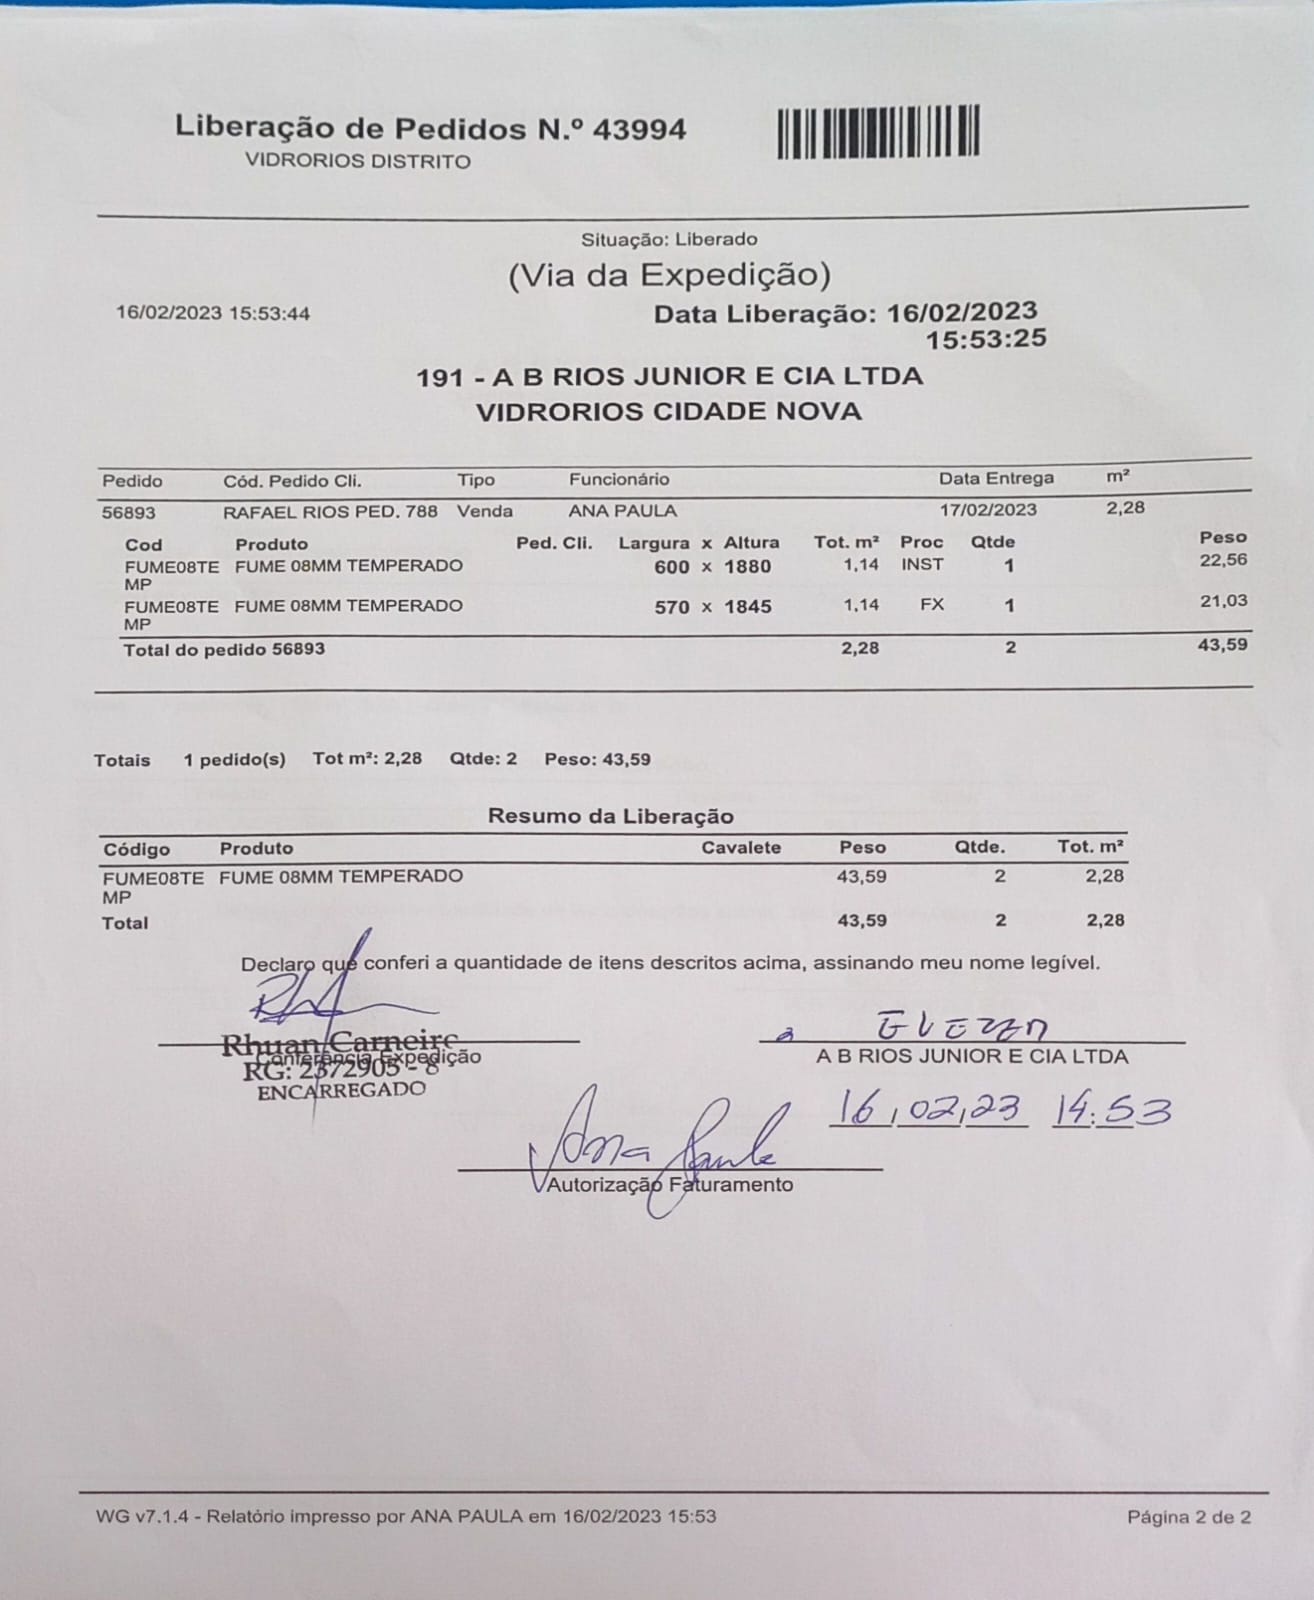 Liberação de Pedidos N.º 43994
VIDRORIOS DISTRITO
Situação: Liberado
(Via da Expedição)
16/02/2023 15:53:44
Data Liberação: 16/02/2023
15:53:25
191 - A B RIOS JUNIOR E CIA LTDA
VIDRORIOS CIDADE NOVA
Pedido Cód. Pedido Cli. Tipo Funcionário Data Entrega m²
56893 RAFAEL RIOS PED. 788 Venda ANA PAULA 17/02/2023 2,28
Cod Produto Ped. Cli. Largura x Altura Tot. m² Proc Qtde Peso
FUME08TE FUME 08MM TEMPERADO 600 x 1880 1,14 INST 1 22,56
MP
FUME08TE FUME 08MM TEMPERADO 570 x 1845 1,14 FX 1 21,03
MP
Total do pedido 56893 2,28 2 43,59
Totais 1 pedido(s) Tot m²: 2,28 Qtde: 2 Peso: 43,59
Resumo da Liberação
Código Produto Cavalete Peso Qtde. Tot. m²
FUME08TE FUME 08MM TEMPERADO 43,59 2 2,28
MP
Total 43,59 2 2,28
Declaro que conferi a quantidade de itens descritos acima, assinando meu nome legível.
Rhuan Carneiro
Conferência Expedição
RG: 2372905 - 8
ENCARREGADO
A B RIOS JUNIOR E CIA LTDA
16,02,23 14:53
Ana Paula
Autorização Faturamento
WG v7.1.4 - Relatório impresso por ANA PAULA em 16/02/2023 15:53
Página 2 de 2